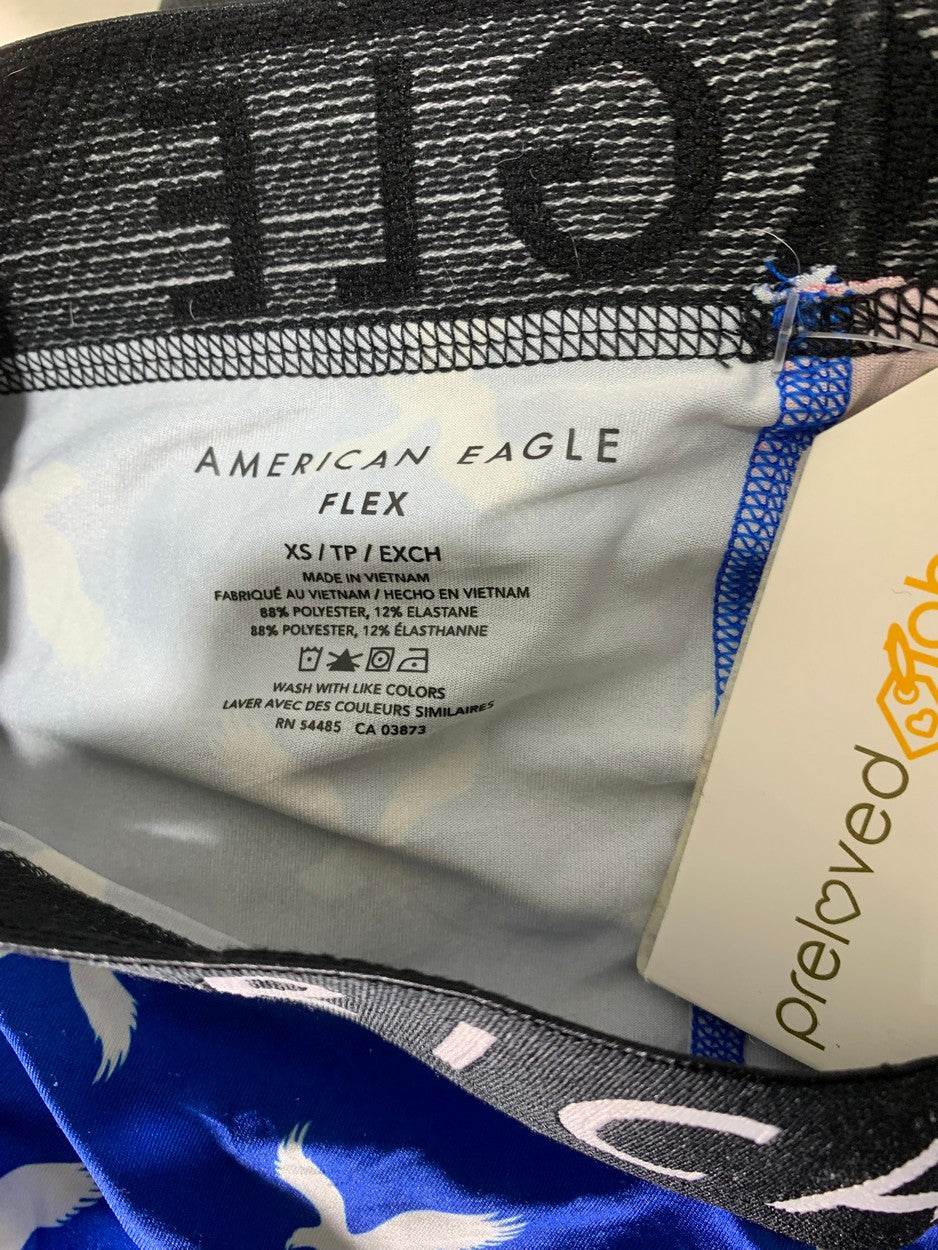 AMERICAN EAGLE
FLEX
XS / TP / EXCH
MADE IN VIETNAM
FABRIQUÉ AU VIETNAM / HECHO EN VIETNAM
88% POLYESTER, 12% ELASTANE
88% POLYESTER, 12% ÉLASTHANNE
WASH WITH LIKE COLORS
LAVER AVEC DES COULEURS SIMILAIRES
RN 54485 CA 03873
preloved